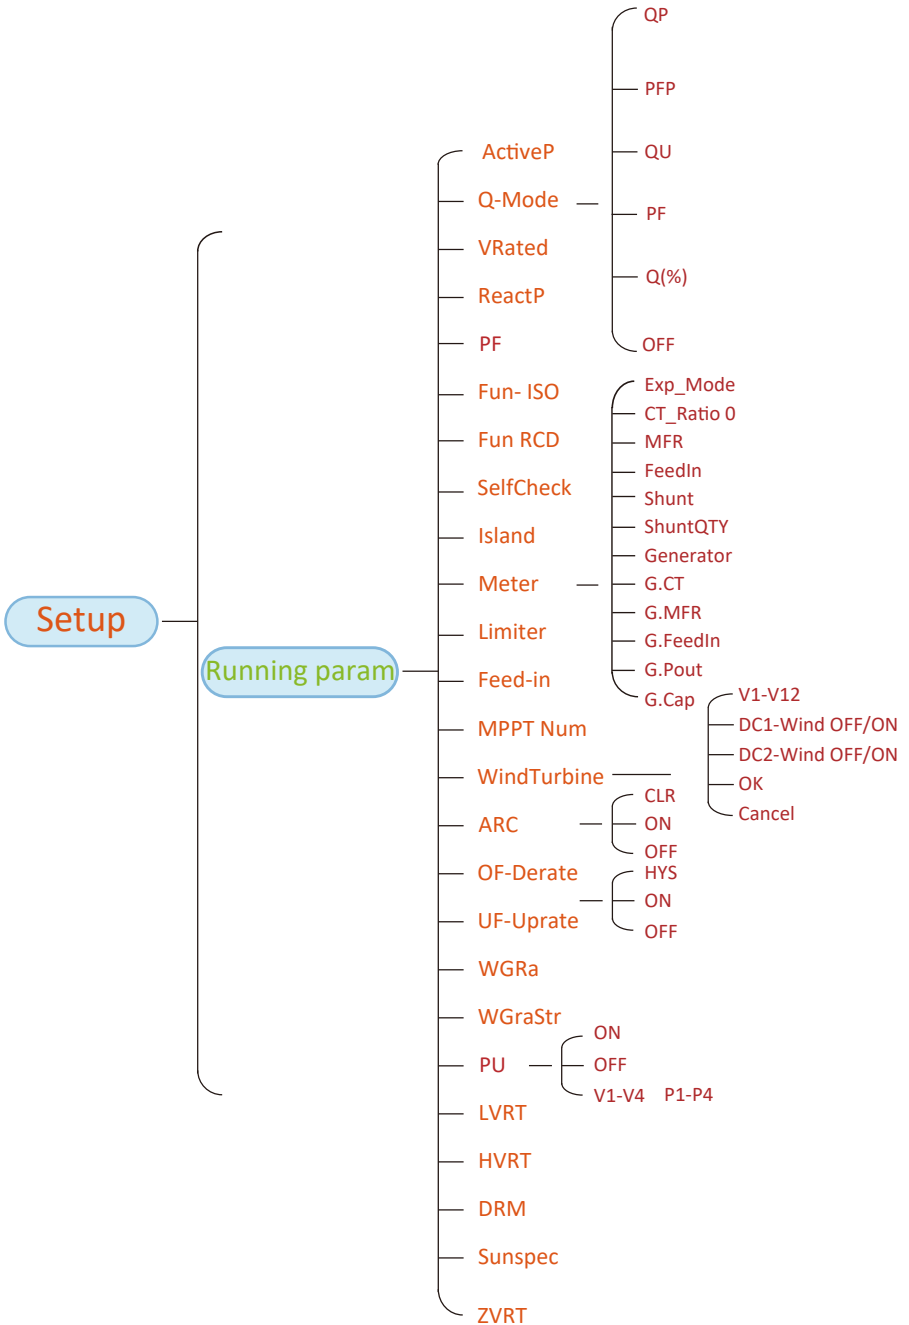 Setup
Running param
ActiveP
Q-Mode
QP
PFP
QU
PF
Q(%)
OFF
VRated
ReactP
PF
Fun- ISO
Fun RCD
SelfCheck
Island
Meter
Exp_Mode
CT_Ratio 0
MFR
FeedIn
Shunt
ShuntQTY
Generator
G.CT
G.MFR
G.FeedIn
G.Pout
G.Cap
Limiter
Feed-in
MPPT Num
WindTurbine
V1-V12
DC1-Wind OFF/ON
DC2-Wind OFF/ON
OK
Cancel
ARC
CLR
ON
OFF
OF-Derate
UF-Uprate
HYS
ON
OFF
WGRa
WGraStr
PU
ON
OFF
V1-V4 P1-P4
LVRT
HVRT
DRM
Sunspec
ZVRT